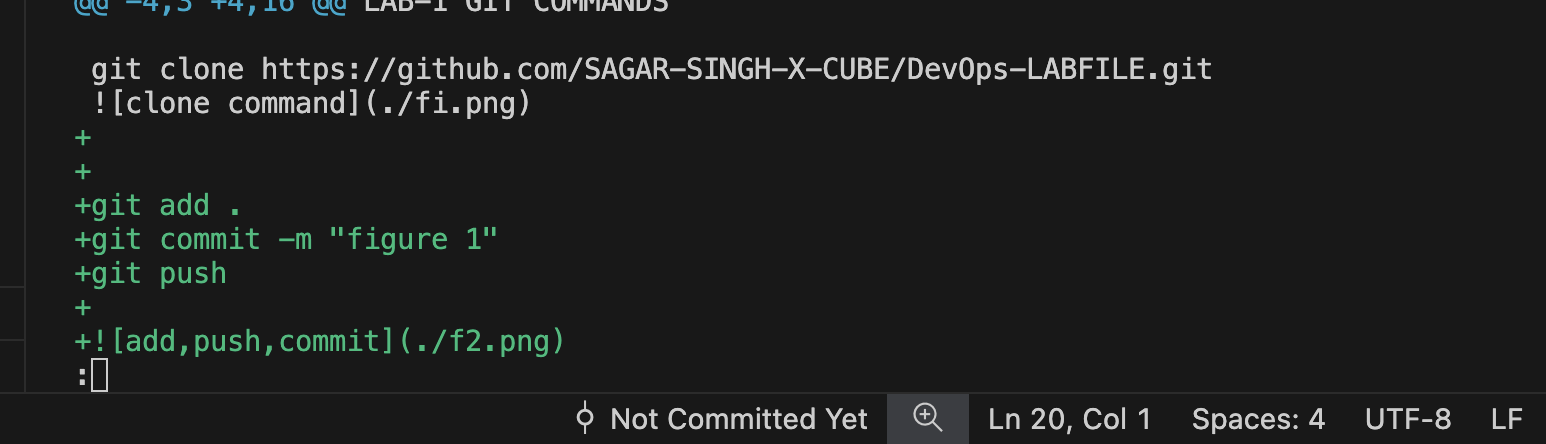 @@ -4,3 +4,16 @@ LAB-1 GIT COMMANDS
git clone https://github.com/SAGAR-SINGH-X-CUBE/DevOps-LABFILE.git
![clone command](./fi.png)
+
+
+git add .
+git commit -m "figure 1"
+git push
+
+![add,push,commit](./f2.png)
:
Not Committed Yet Ln 20, Col 1 Spaces: 4 UTF-8 LF